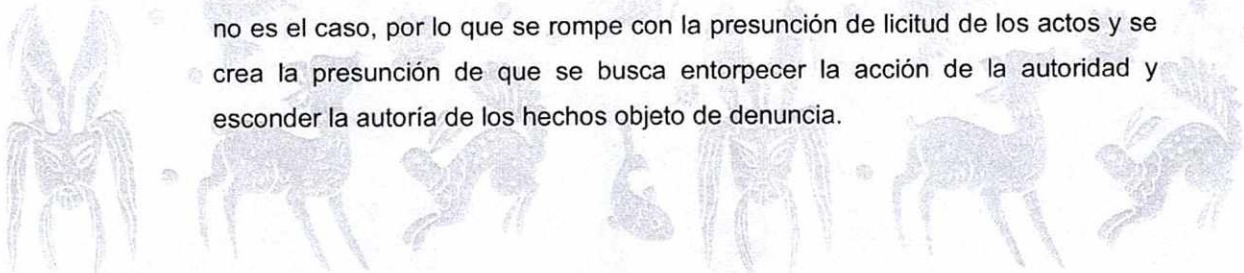 no es el caso, por lo que se rompe con la presunción de licitud de los actos y se
crea la presunción de que se busca entorpecer la acción de la autoridad y
esconder la autoría de los hechos objeto de denuncia.